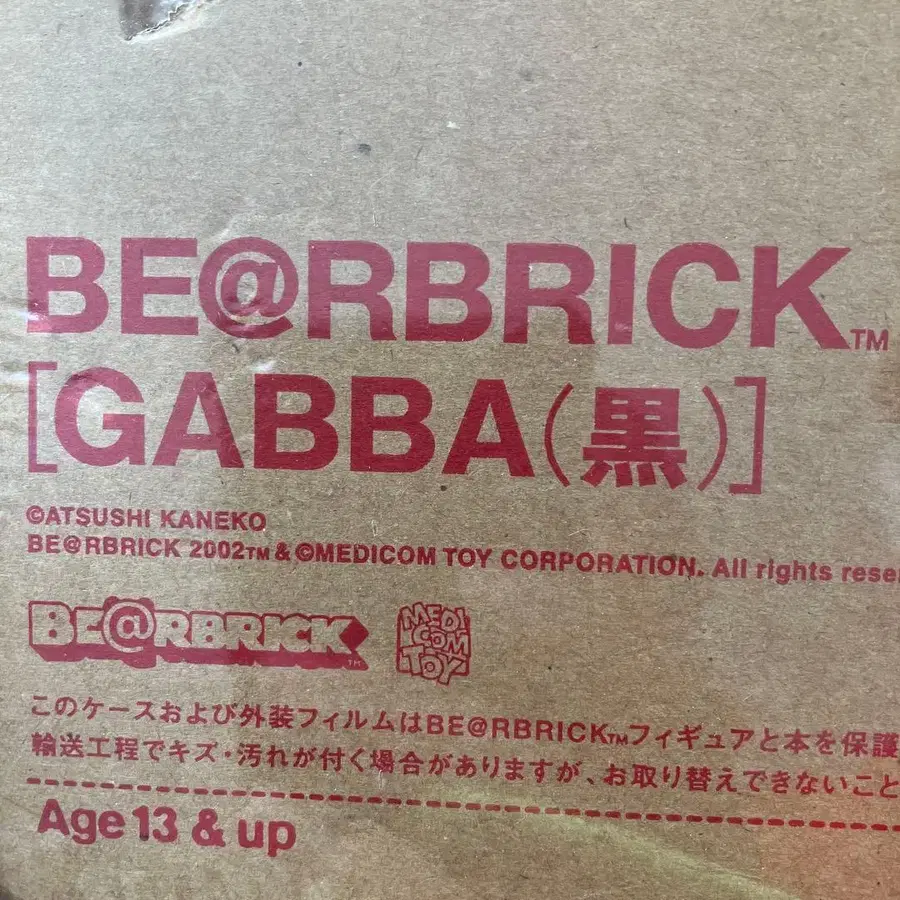 BE@RBRICK™
[GABBA(黒)]
©ATSUSHI KANEKO
BE@RBRICK 2002™ & ©MEDICOM TOY CORPORATION. All rights rese
BE@RBRICK™
MEDI
COM
TOY
このケースおよび外装フィルムはBE@RBRICK™フィギュアと本を保護
輸送工程でキズ・汚れが付く場合がありますが、お取り替えできないこと
Age 13 & up